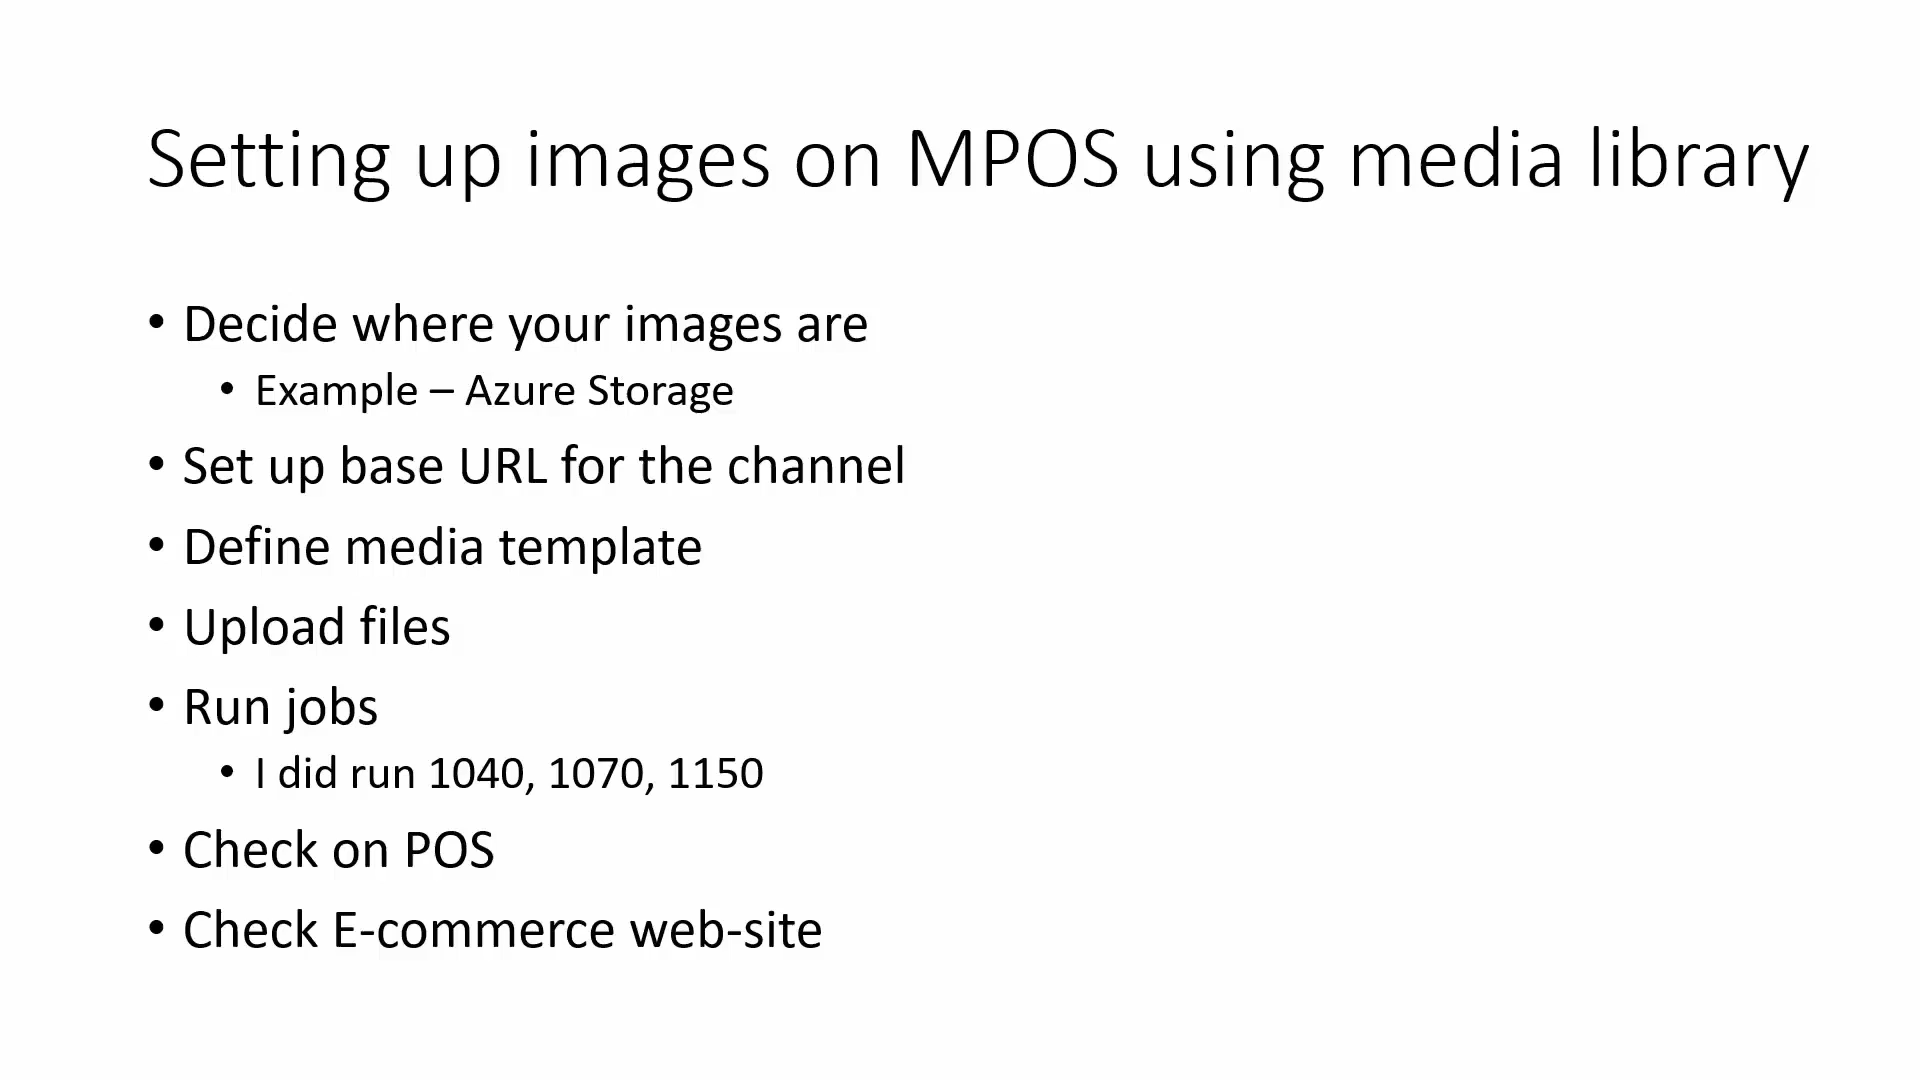 Setting up images on MPOS using media library
• Decide where your images are
• Example – Azure Storage
• Set up base URL for the channel
• Define media template
• Upload files
• Run jobs
• I did run 1040, 1070, 1150
• Check on POS
• Check E-commerce web-site